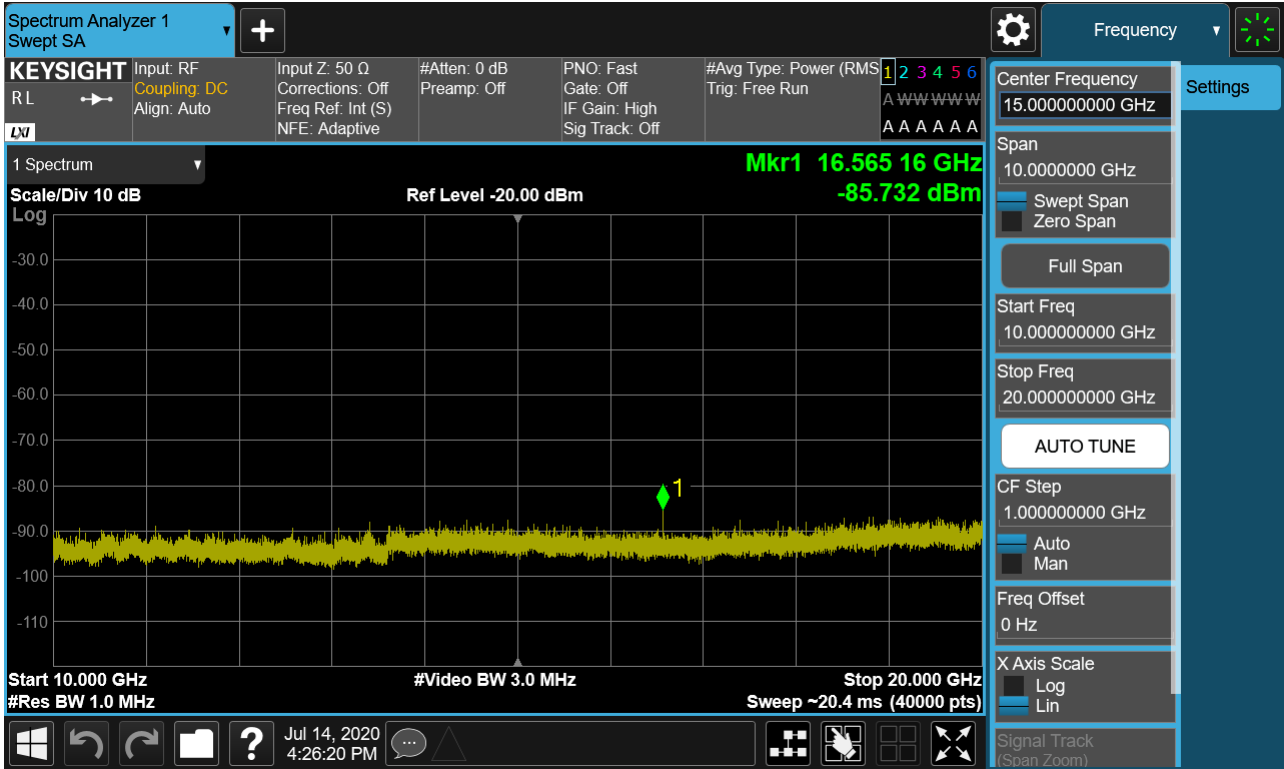 Spectrum Analyzer 1
Swept SA
+
Frequency
KEYSIGHT
R L
LXI
Input: RF
Coupling: DC
Align: Auto
Input Z: 50 Ω
Corrections: Off
Freq Ref: Int (S)
NFE: Adaptive
#Atten: 0 dB
Preamp: Off
PNO: Fast
Gate: Off
IF Gain: High
Sig Track: Off
#Avg Type: Power (RMS
Trig: Free Run
1 2 3 4 5 6
A W W W W W
A A A A A A
1 Spectrum
Scale/Div 10 dB
Log
Ref Level -20.00 dBm
Mkr1 16.565 16 GHz
-85.732 dBm
-30.0
-40.0
-50.0
-60.0
-70.0
-80.0
-90.0
-100
-110
1
Start 10.000 GHz
#Res BW 1.0 MHz
#Video BW 3.0 MHz
Stop 20.000 GHz
Sweep ~20.4 ms (40000 pts)
Center Frequency
15.000000000 GHz
Span
10.0000000 GHz
Swept Span
Zero Span
Full Span
Start Freq
10.000000000 GHz
Stop Freq
20.000000000 GHz
AUTO TUNE
CF Step
1.000000000 GHz
Auto
Man
Freq Offset
0 Hz
X Axis Scale
Log
Lin
Signal Track
(Span Zoom)
Settings
?
Jul 14, 2020
4:26:20 PM